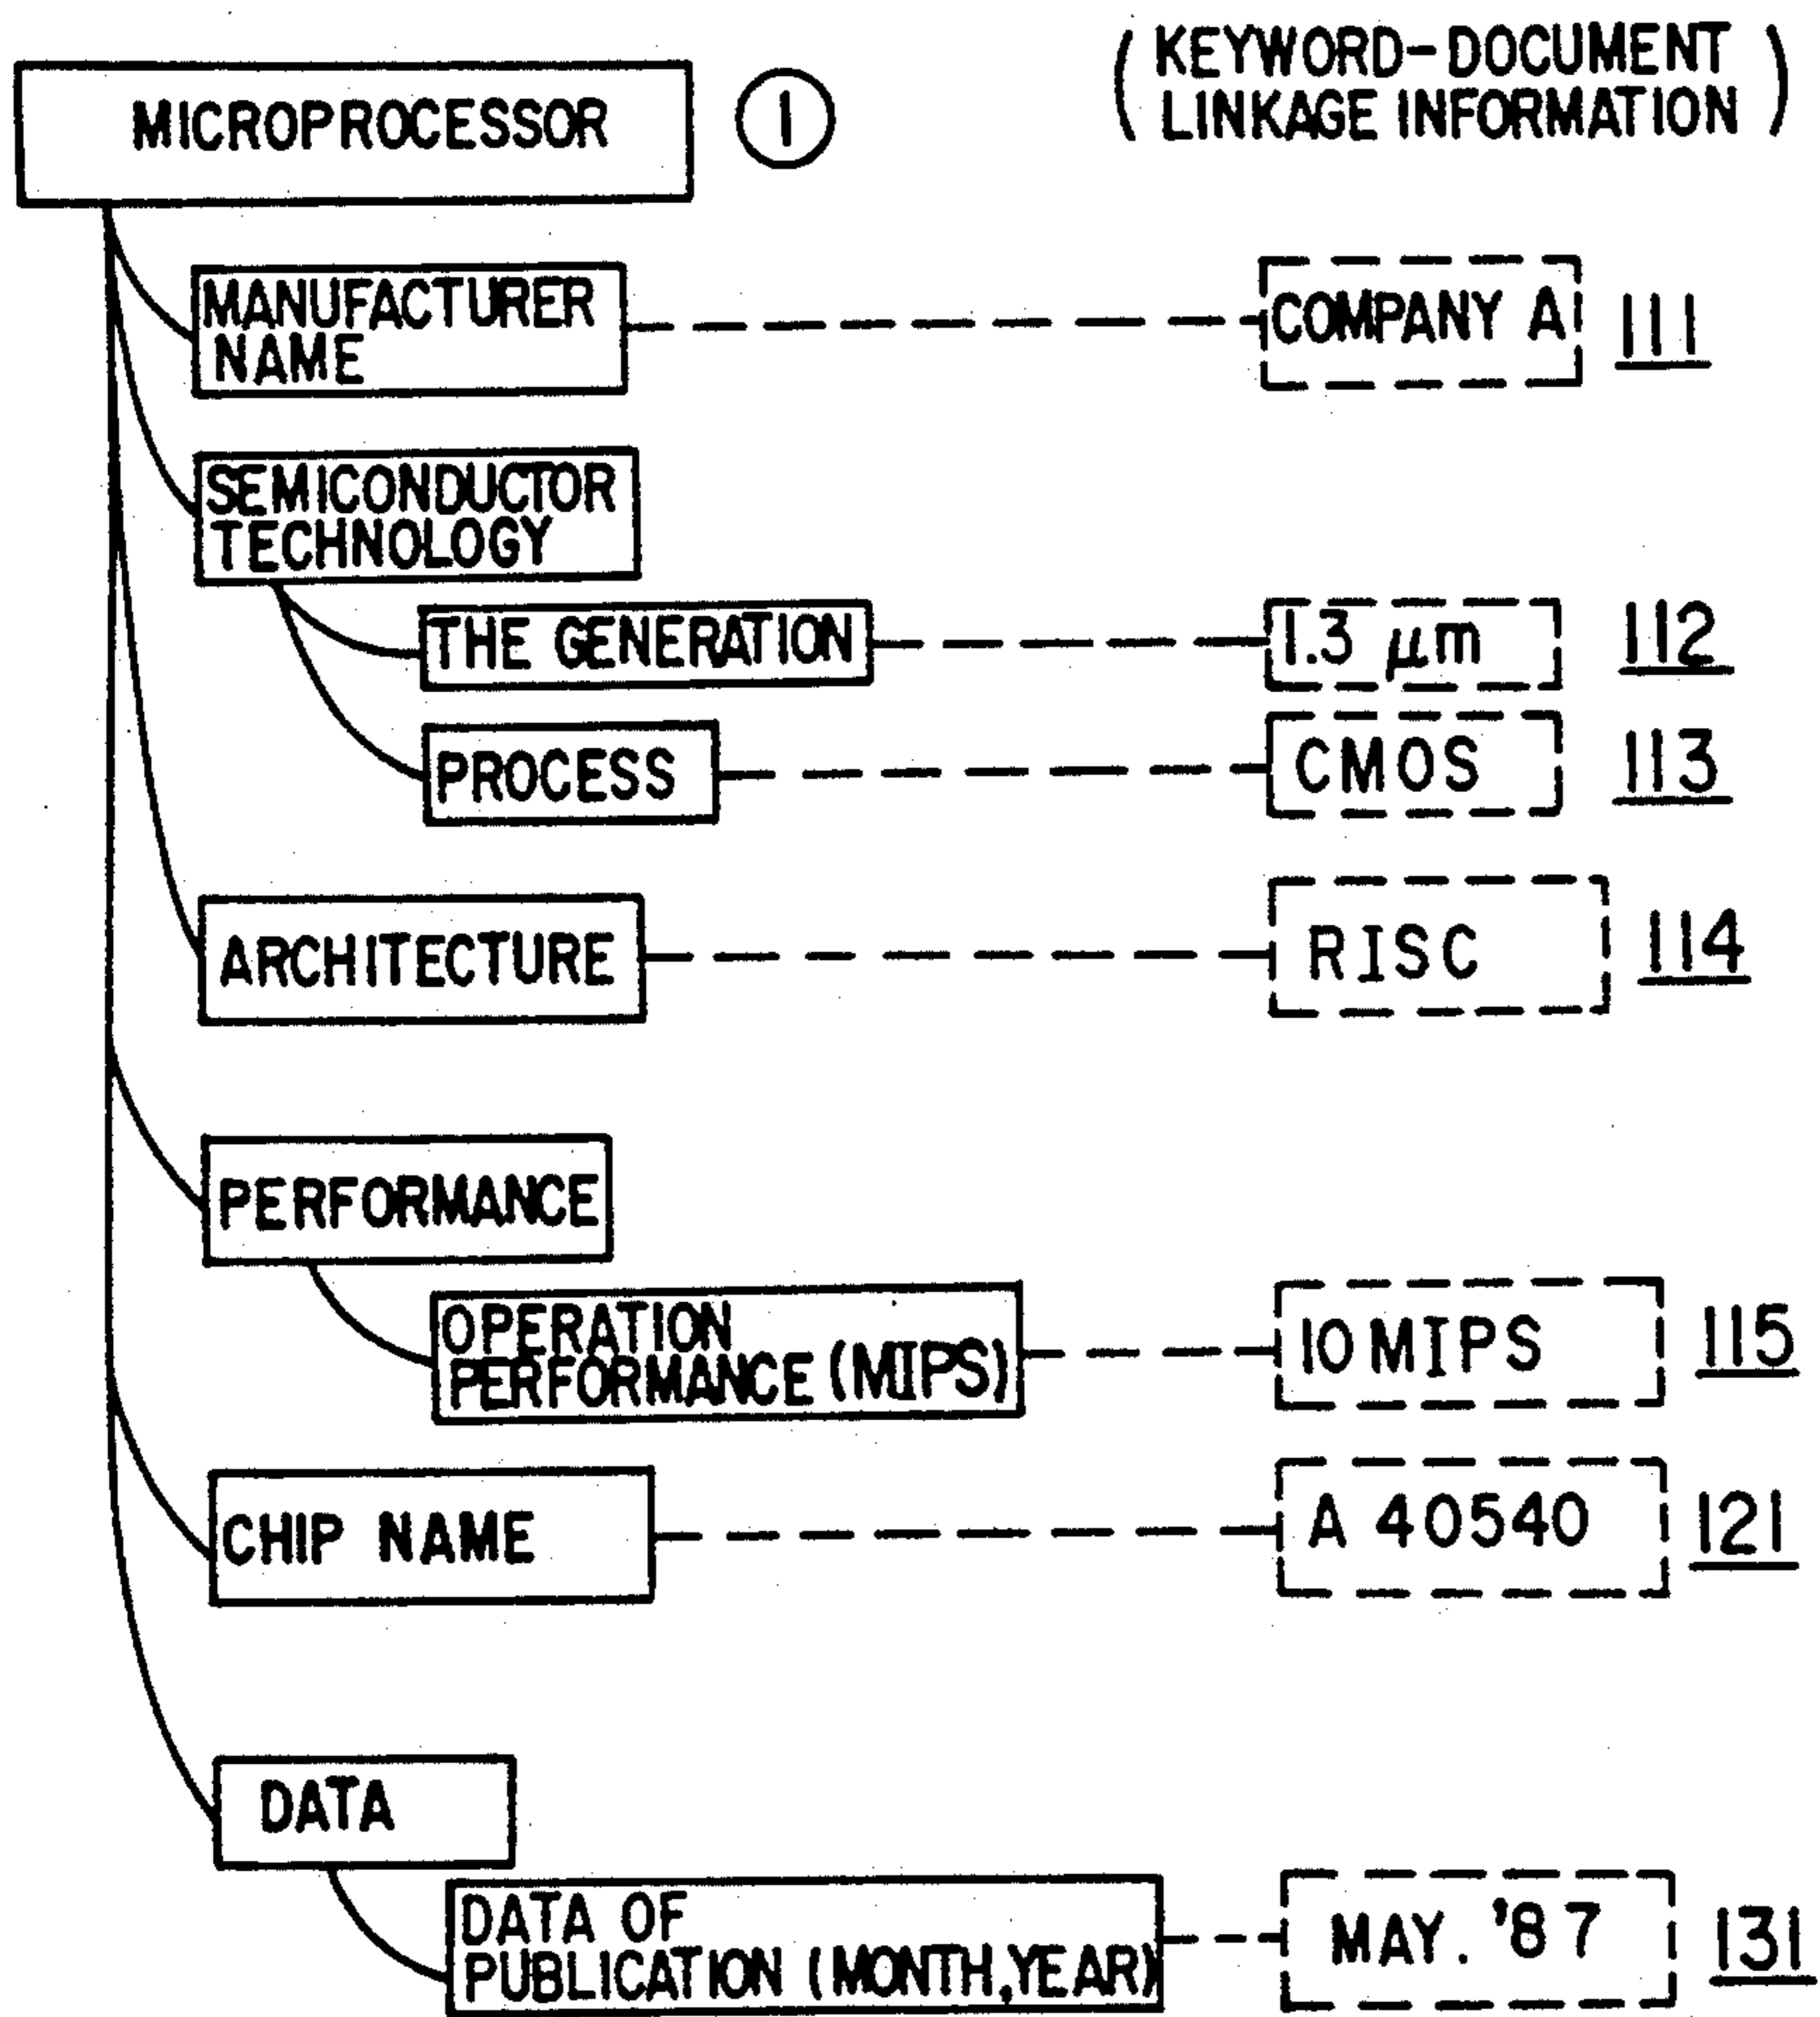 MICROPROCESSOR
①
( KEYWORD-DOCUMENT
LINKAGE INFORMATION )
MANUFACTURER
NAME
COMPANY A
111
SEMICONDUCTOR
TECHNOLOGY
THE GENERATION
1.3 μm
112
PROCESS
CMOS
113
ARCHITECTURE
RISC
114
PERFORMANCE
OPERATION
PERFORMANCE (MIPS)
10 MIPS
115
CHIP NAME
A 40540
121
DATA
DATA OF
PUBLICATION (MONTH,YEAR)
MAY. '87
131